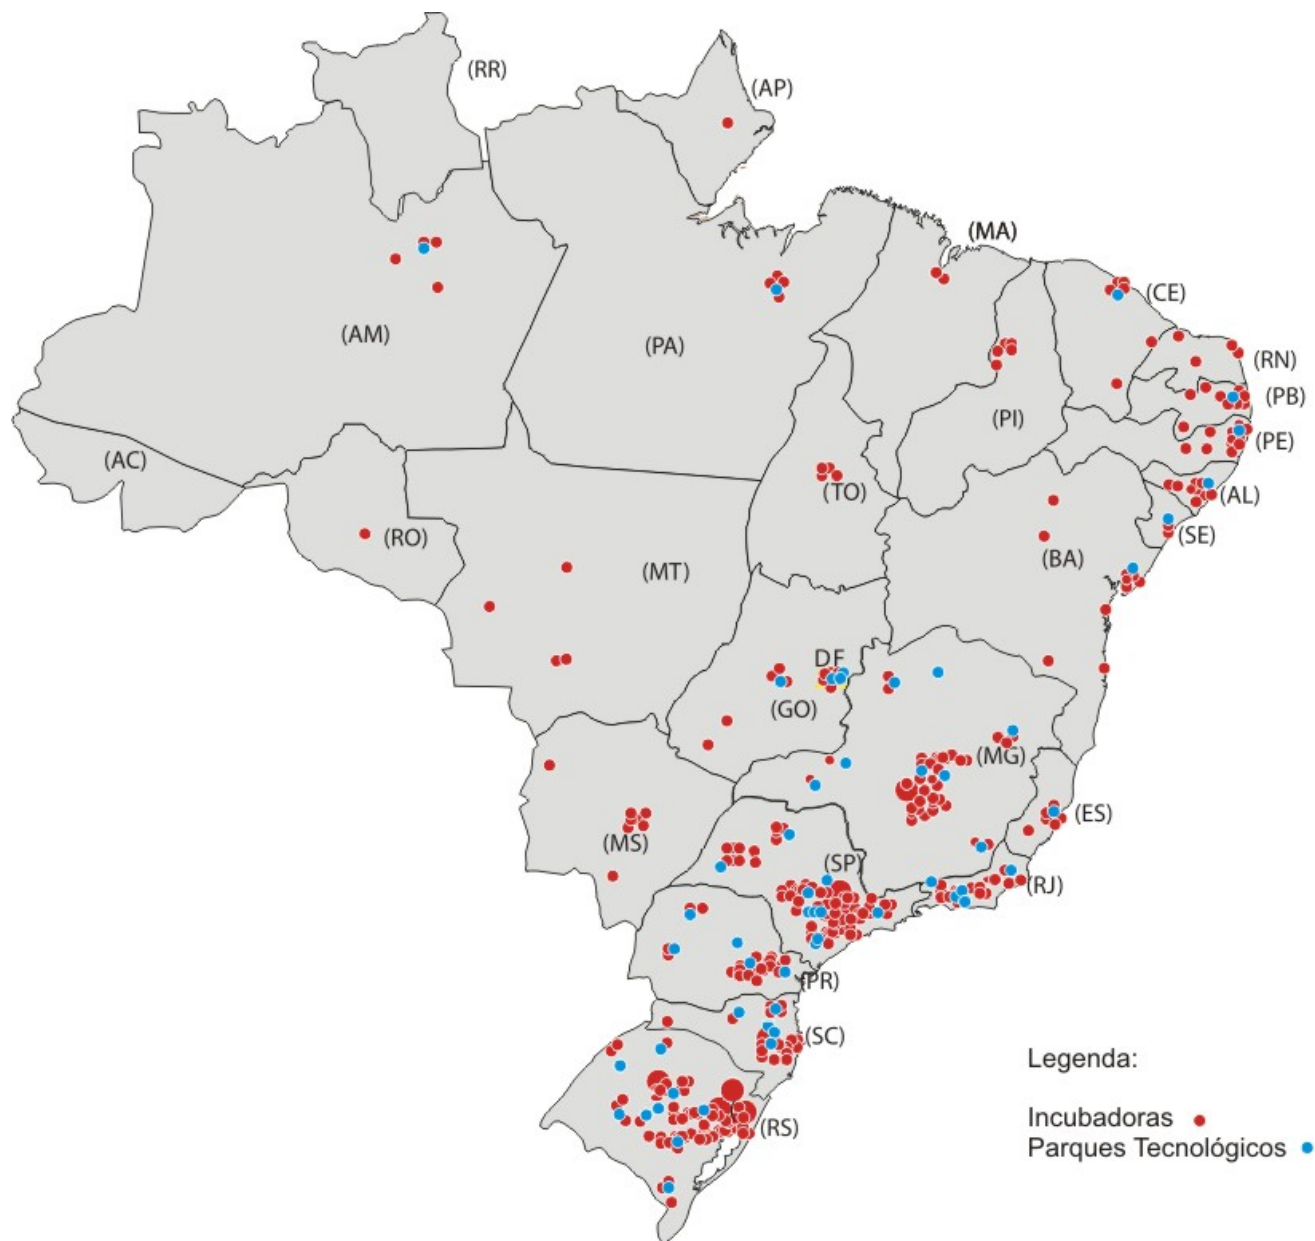 (RR)
(AP)
(MA)
(CE)
(AM)
(PA)
(RN)
(PB)
(PI)
(PE)
(AC)
(TO)
(AL)
(RO)
(SE)
(MT)
(BA)
DF
(GO)
(MG)
(ES)
(MS)
(SP)
(RJ)
(PR)
(SC)
(RS)
Legenda:
Incubadoras
Parques Tecnológicos